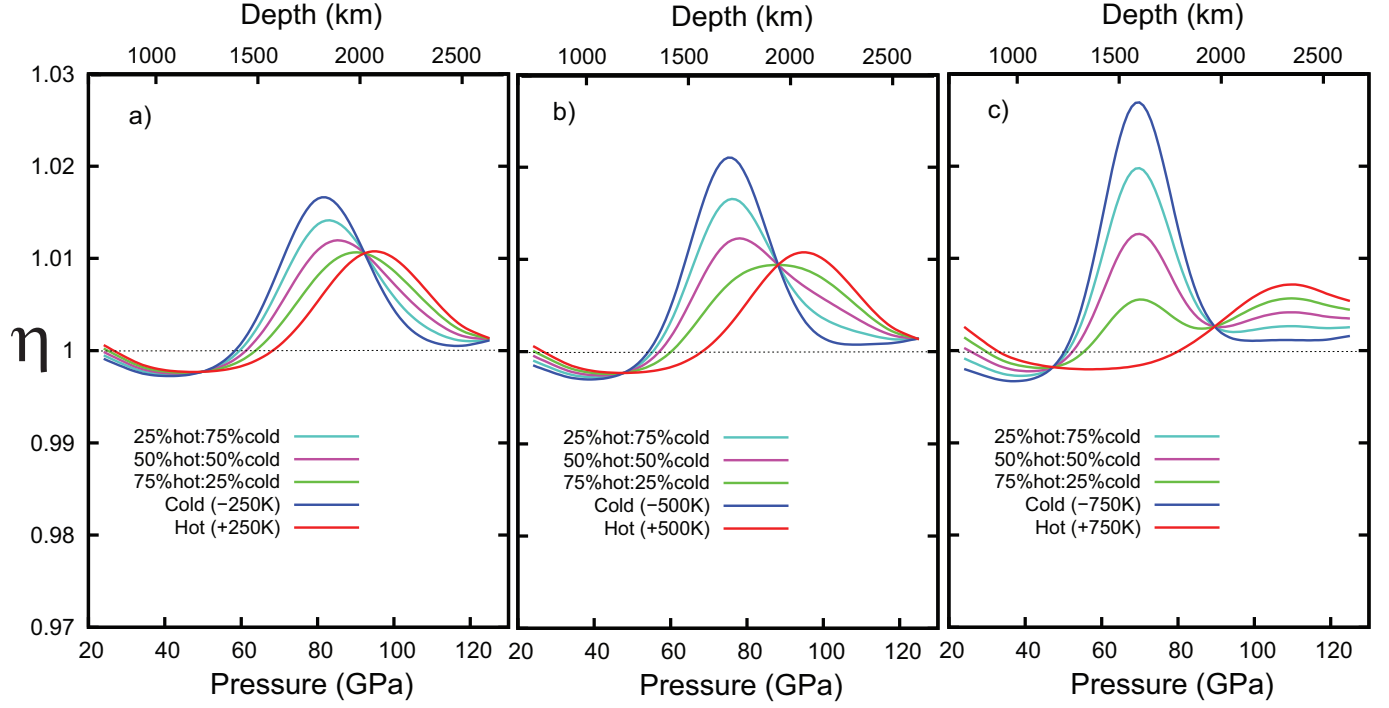 Depth (km)
Depth (km)
Depth (km)
1000 1500 2000 2500
1000 1500 2000 2500
1000 1500 2000 2500
1.03
1.02
1.01
1
0.99
0.98
0.97
η
a)
b)
c)
25%hot:75%cold
50%hot:50%cold
75%hot:25%cold
Cold (−250K)
Hot (+250K)
25%hot:75%cold
50%hot:50%cold
75%hot:25%cold
Cold (−500K)
Hot (+500K)
25%hot:75%cold
50%hot:50%cold
75%hot:25%cold
Cold (−750K)
Hot (+750K)
20 40 60 80 100 120
20 40 60 80 100 120
20 40 60 80 100 120
Pressure (GPa)
Pressure (GPa)
Pressure (GPa)